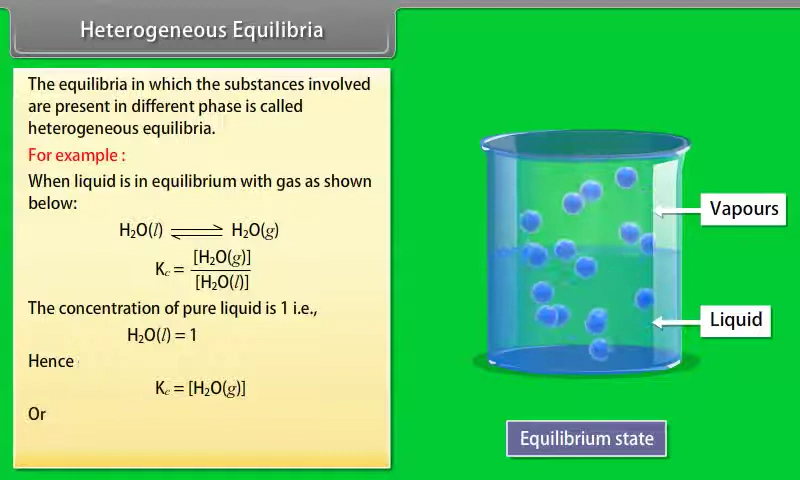 Heterogeneous Equilibria
The equilibria in which the substances involved
are present in different phase is called
heterogeneous equilibria.
For example :
When liquid is in equilibrium with gas as shown
below:
H₂O(l) ⇌ H₂O(g)
K꜀ = [H₂O(g)] / [H₂O(l)]
The concentration of pure liquid is 1 i.e.,
H₂O(l) = 1
Hence
K꜀ = [H₂O(g)]
Or
Vapours
Liquid
Equilibrium state